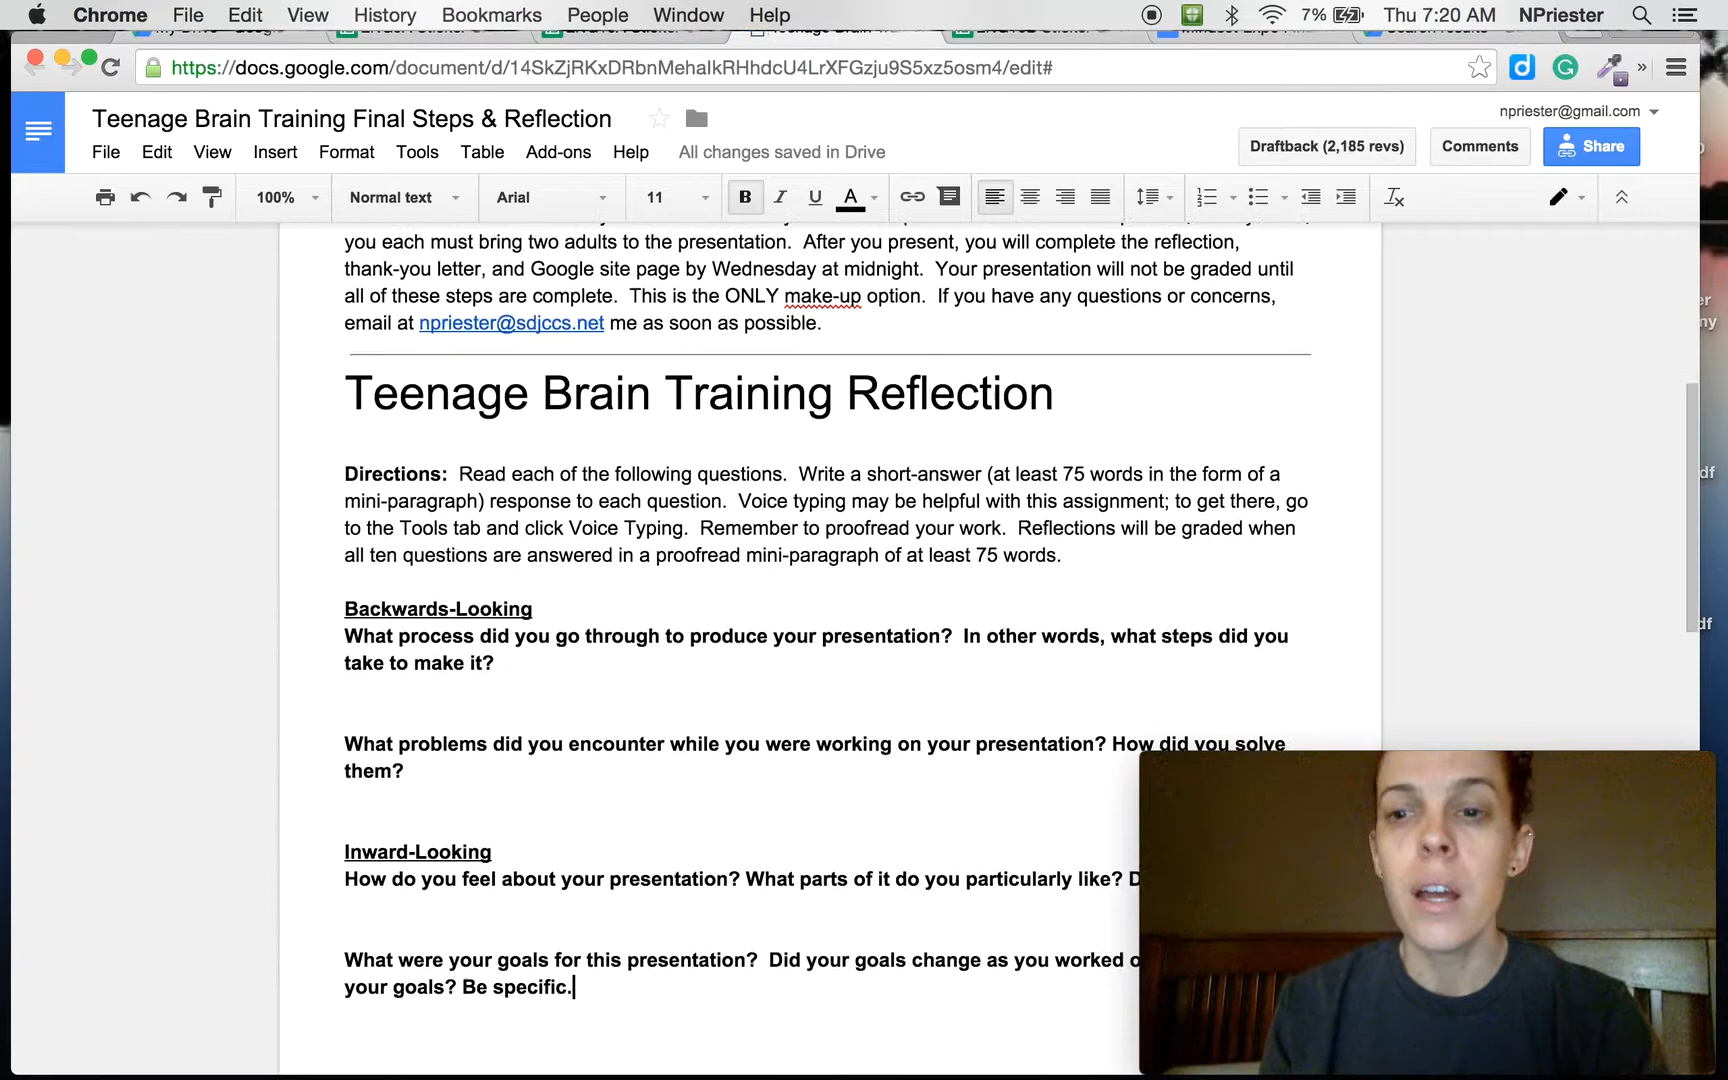 Chrome File Edit View History Bookmarks People Window Help 7% Thu 7:20 AM NPriester
https://docs.google.com/document/d/14SkZjRKxDRbnMehaIkRHhdcU4LrXFGzju9S5xz5osm4/edit#
Teenage Brain Training Final Steps & Reflection
npriester@gmail.com
File Edit View Insert Format Tools Table Add-ons Help All changes saved in Drive
Draftback (2,185 revs) Comments Share
100% Normal text Arial 11 B I U A
you each must bring two adults to the presentation. After you present, you will complete the reflection,
thank-you letter, and Google site page by Wednesday at midnight. Your presentation will not be graded until
all of these steps are complete. This is the ONLY make-up option. If you have any questions or concerns,
email at npriester@sdjccs.net me as soon as possible.
Teenage Brain Training Reflection
Directions: Read each of the following questions. Write a short-answer (at least 75 words in the form of a
mini-paragraph) response to each question. Voice typing may be helpful with this assignment; to get there, go
to the Tools tab and click Voice Typing. Remember to proofread your work. Reflections will be graded when
all ten questions are answered in a proofread mini-paragraph of at least 75 words.
Backwards-Looking
What process did you go through to produce your presentation? In other words, what steps did you
take to make it?
What problems did you encounter while you were working on your presentation? How did you solve
them?
Inward-Looking
How do you feel about your presentation? What parts of it do you particularly like?
What were your goals for this presentation? Did your goals change as you worked
your goals? Be specific.